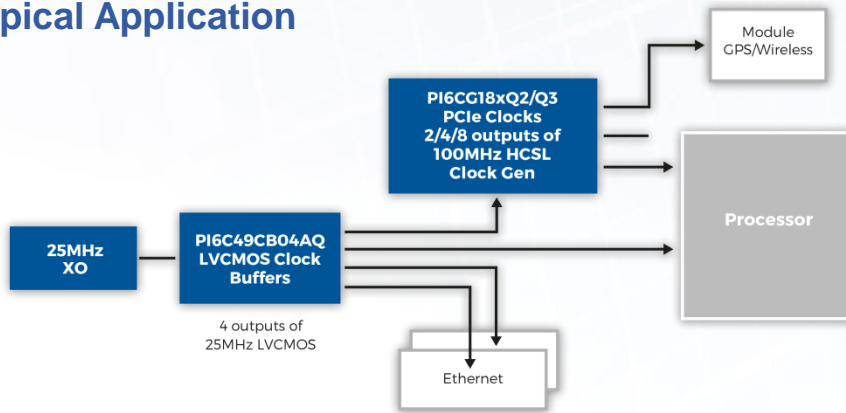 pical Application
Module
GPS/Wireless
PI6CG18xQ2/Q3
PCIe Clocks
2/4/8 outputs of
100MHz HCSL
Clock Gen
Processor
25MHz
XO
PI6C49CB04AQ
LVCMOS Clock
Buffers
4 outputs of
25MHz LVCMOS
Ethernet